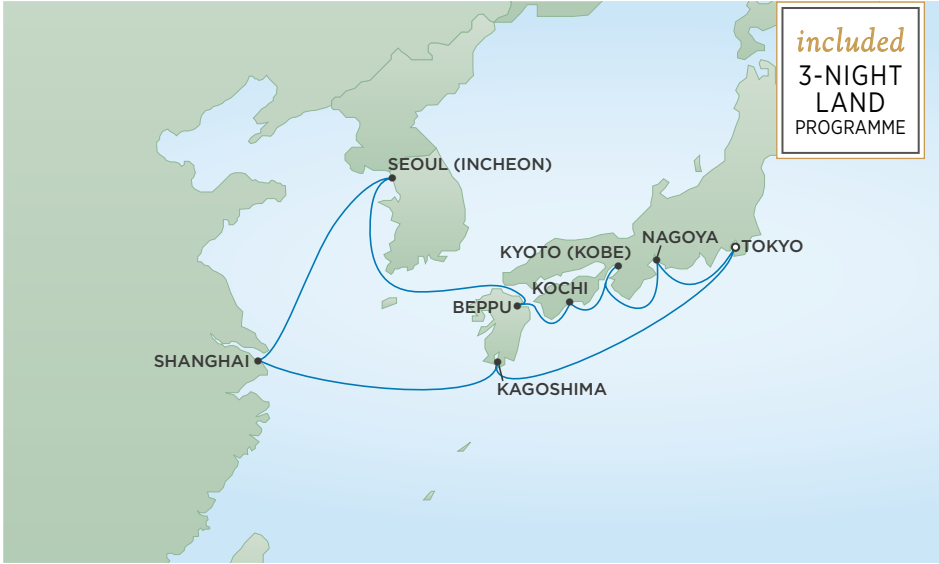 included
3-NIGHT
LAND
PROGRAMME
SEOUL (INCHEON)
NAGOYA
KYOTO (KOBE)
TOKYO
KOCHI
BEPPU
SHANGHAI
KAGOSHIMA